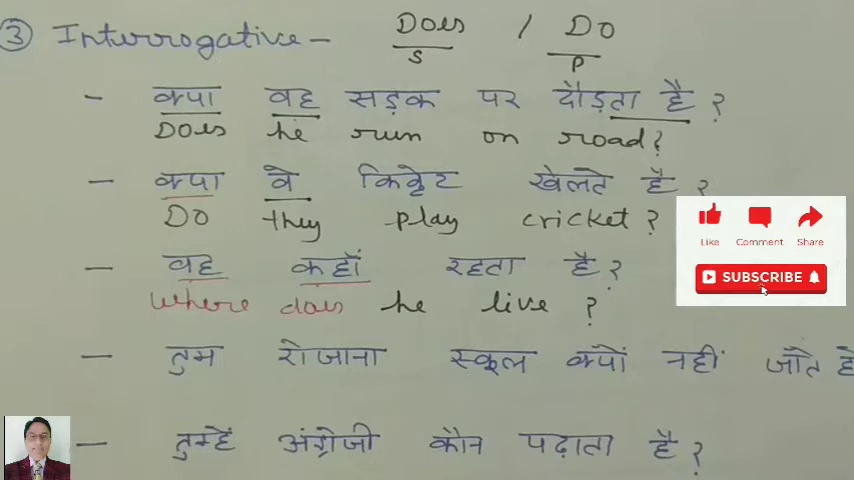 ③ Interrogative - Does / Do
S P
- क्या वह सड़क पर दौड़ता है ?
Does he run on road?
- क्या वे क्रिकेट खेलते है ?
Do they play cricket ?
- वह कहाँ रहता है ?
where does he live ?
- तुम रोजाना स्कूल क्यों नहीं जाते हो
- तुम्हें अंग्रेजी कौन पढ़ाता है ?
Like Comment Share
SUBSCRIBE